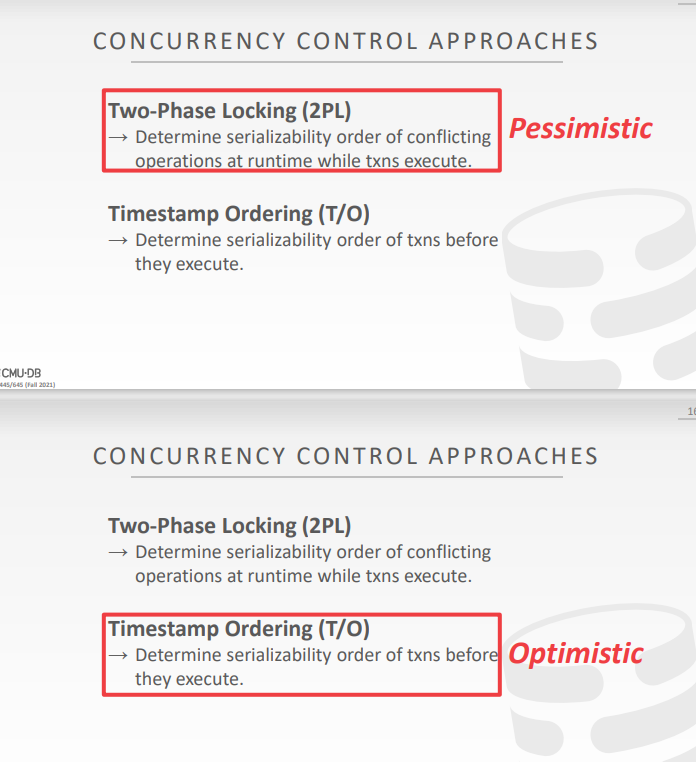 CONCURRENCY CONTROL APPROACHES
Two-Phase Locking (2PL)
→ Determine serializability order of conflicting
operations at runtime while txns execute.
Pessimistic
Timestamp Ordering (T/O)
→ Determine serializability order of txns before
they execute.
CMU·DB
445/645 (Fall 2021)
16
CONCURRENCY CONTROL APPROACHES
Two-Phase Locking (2PL)
→ Determine serializability order of conflicting
operations at runtime while txns execute.
Timestamp Ordering (T/O)
→ Determine serializability order of txns before
they execute.
Optimistic